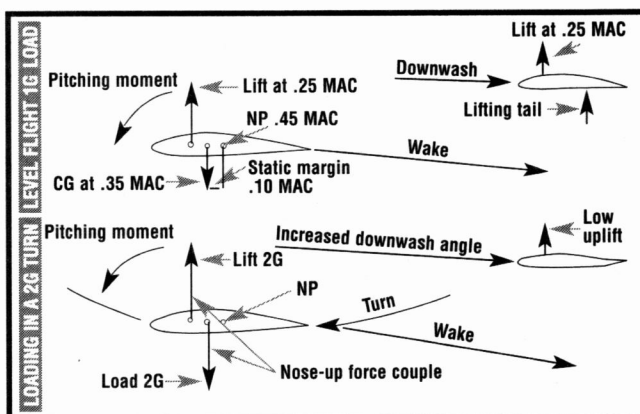 LEVEL FLIGHT 1G LOAD
Lift at .25 MAC
Pitching moment
Downwash
Lift at .25 MAC
Lifting tail
NP .45 MAC
Wake
CG at .35 MAC
Static margin
.10 MAC
LOADING IN A 2G TURN
Pitching moment
Increased downwash angle
Low
uplift
Lift 2G
NP
Turn
Wake
Load 2G
Nose-up force couple